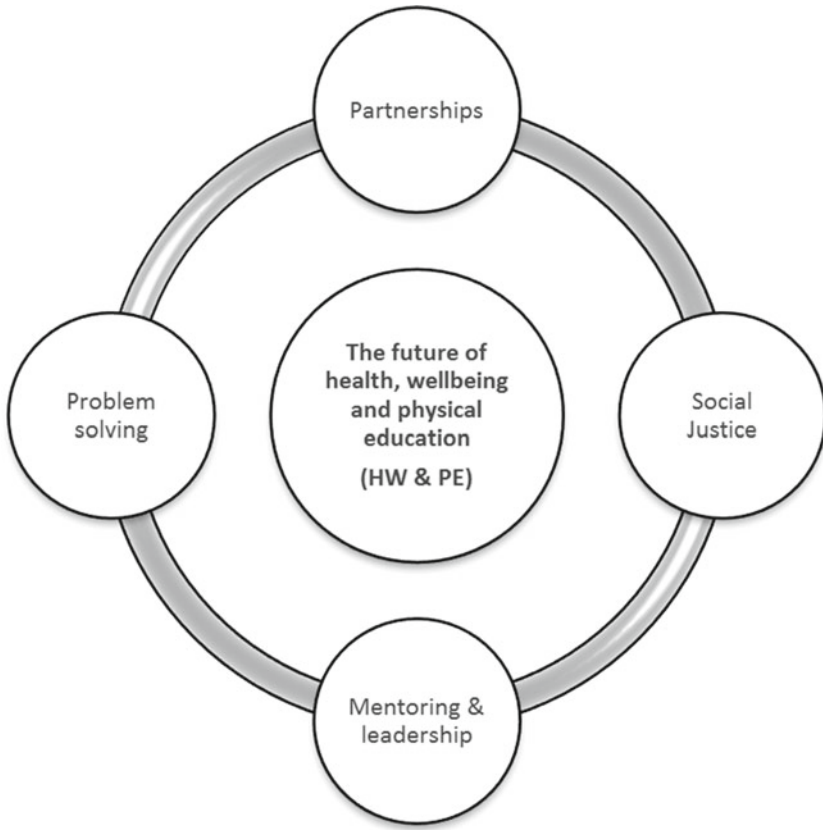 Partnerships
The future of
health, wellbeing
and physical
education
(HW & PE)
Problem
solving
Social
Justice
Mentoring &
leadership